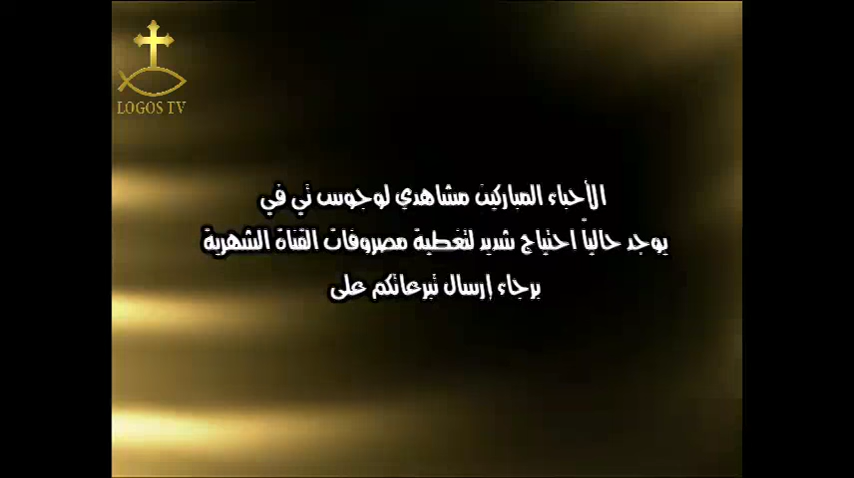 LOGOS TV
الأحباء المباركين مشاهدي لوجوس تي في
يوجد حالياً احتياج شديد لتغطية مصروفات القناة الشهرية
برجاء إرسال تبرعاتكم على